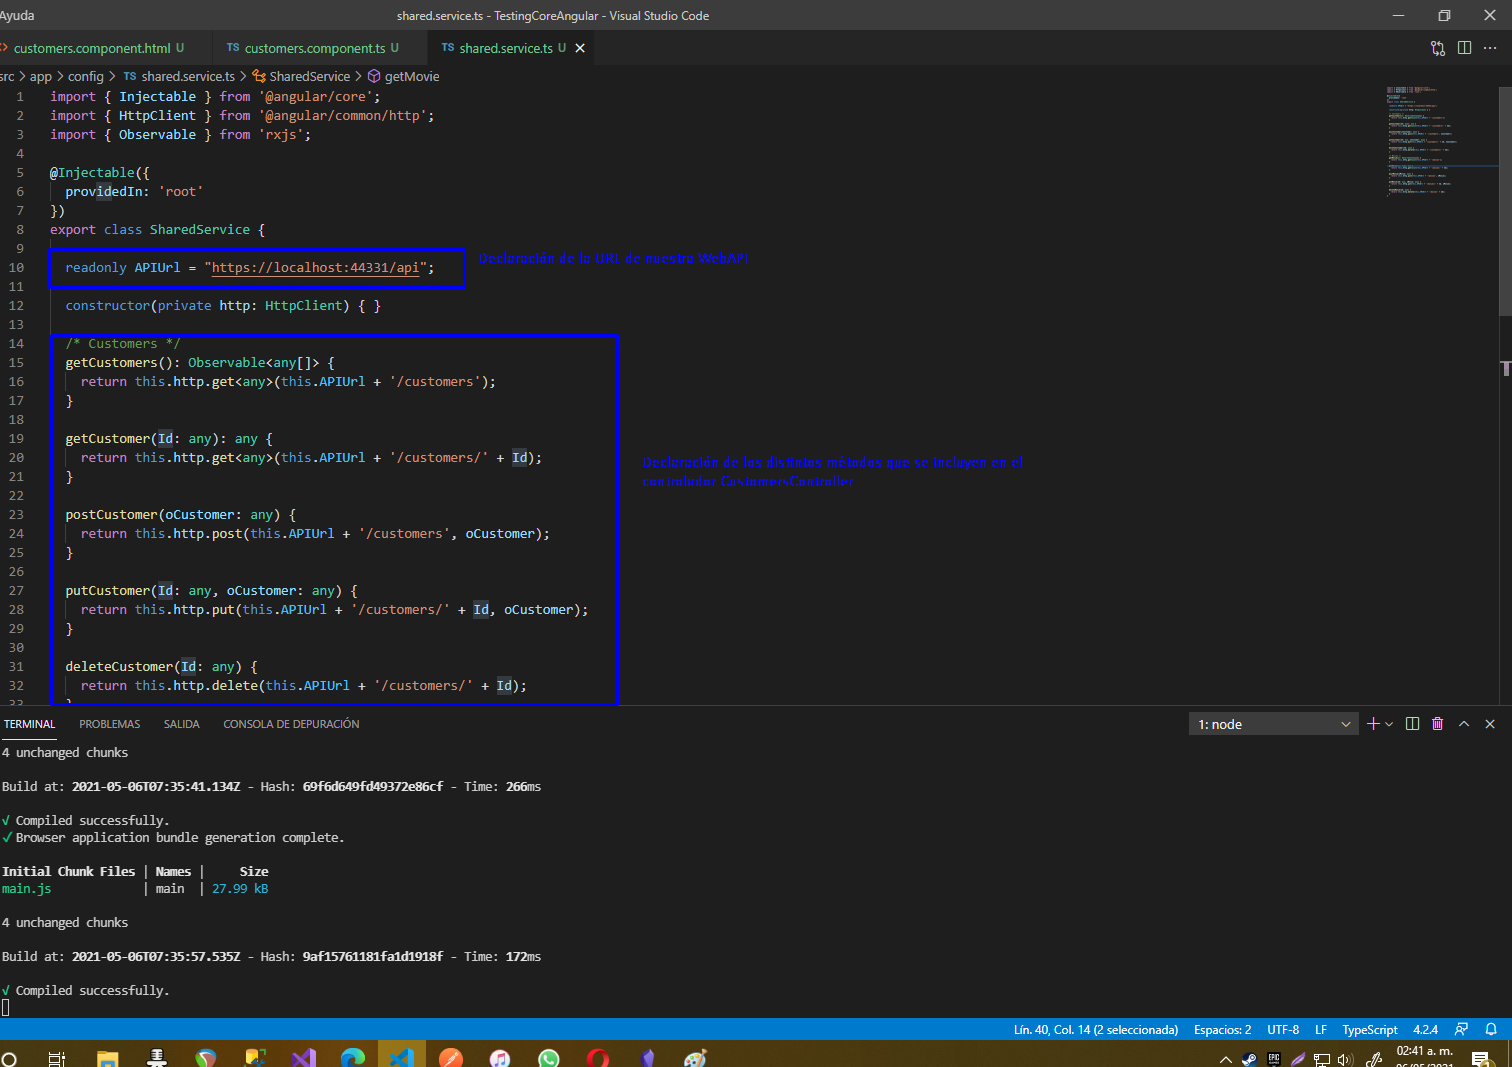 Ayuda
shared.service.ts - TestingCoreAngular - Visual Studio Code
customers.component.html U
TS customers.component.ts U
TS shared.service.ts U
src > app > config > TS shared.service.ts > SharedService > getMovie
1 import { Injectable } from '@angular/core';
2 import { HttpClient } from '@angular/common/http';
3 import { Observable } from 'rxjs';
4
5 @Injectable({
6 providedIn: 'root'
7 })
8 export class SharedService {
9
10 readonly APIUrl = "https://localhost:44331/api";
Declaración de la URL de nuestra WebAPI
11
12 constructor(private http: HttpClient) { }
13
14 /* Customers */
15 getCustomers(): Observable<any[]> {
16 return this.http.get<any>(this.APIUrl + '/customers');
17 }
18
19 getCustomer(Id: any): any {
20 return this.http.get<any>(this.APIUrl + '/customers/' + Id);
21 }
Declaración de los distintos métodos que se incluyen en el
controlador CustomersController
22
23 postCustomer(oCustomer: any) {
24 return this.http.post(this.APIUrl + '/customers', oCustomer);
25 }
26
27 putCustomer(Id: any, oCustomer: any) {
28 return this.http.put(this.APIUrl + '/customers/' + Id, oCustomer);
29 }
30
31 deleteCustomer(Id: any) {
32 return this.http.delete(this.APIUrl + '/customers/' + Id);
33 }
TERMINAL PROBLEMAS SALIDA CONSOLA DE DEPURACIÓN
1: node
4 unchanged chunks
Build at: 2021-05-06T07:35:41.134Z - Hash: 69f6d649fd49372e86cf - Time: 266ms
√ Compiled successfully.
✓ Browser application bundle generation complete.
Initial Chunk Files | Names | Size
main.js | main | 27.99 kB
4 unchanged chunks
Build at: 2021-05-06T07:35:57.535Z - Hash: 9af15761181fa1d1918f - Time: 172ms
√ Compiled successfully.
Lín. 40, Col. 14 (2 seleccionada) Espacios: 2 UTF-8 LF TypeScript 4.2.4
EPIC
02:41 a. m.
06/05/2021